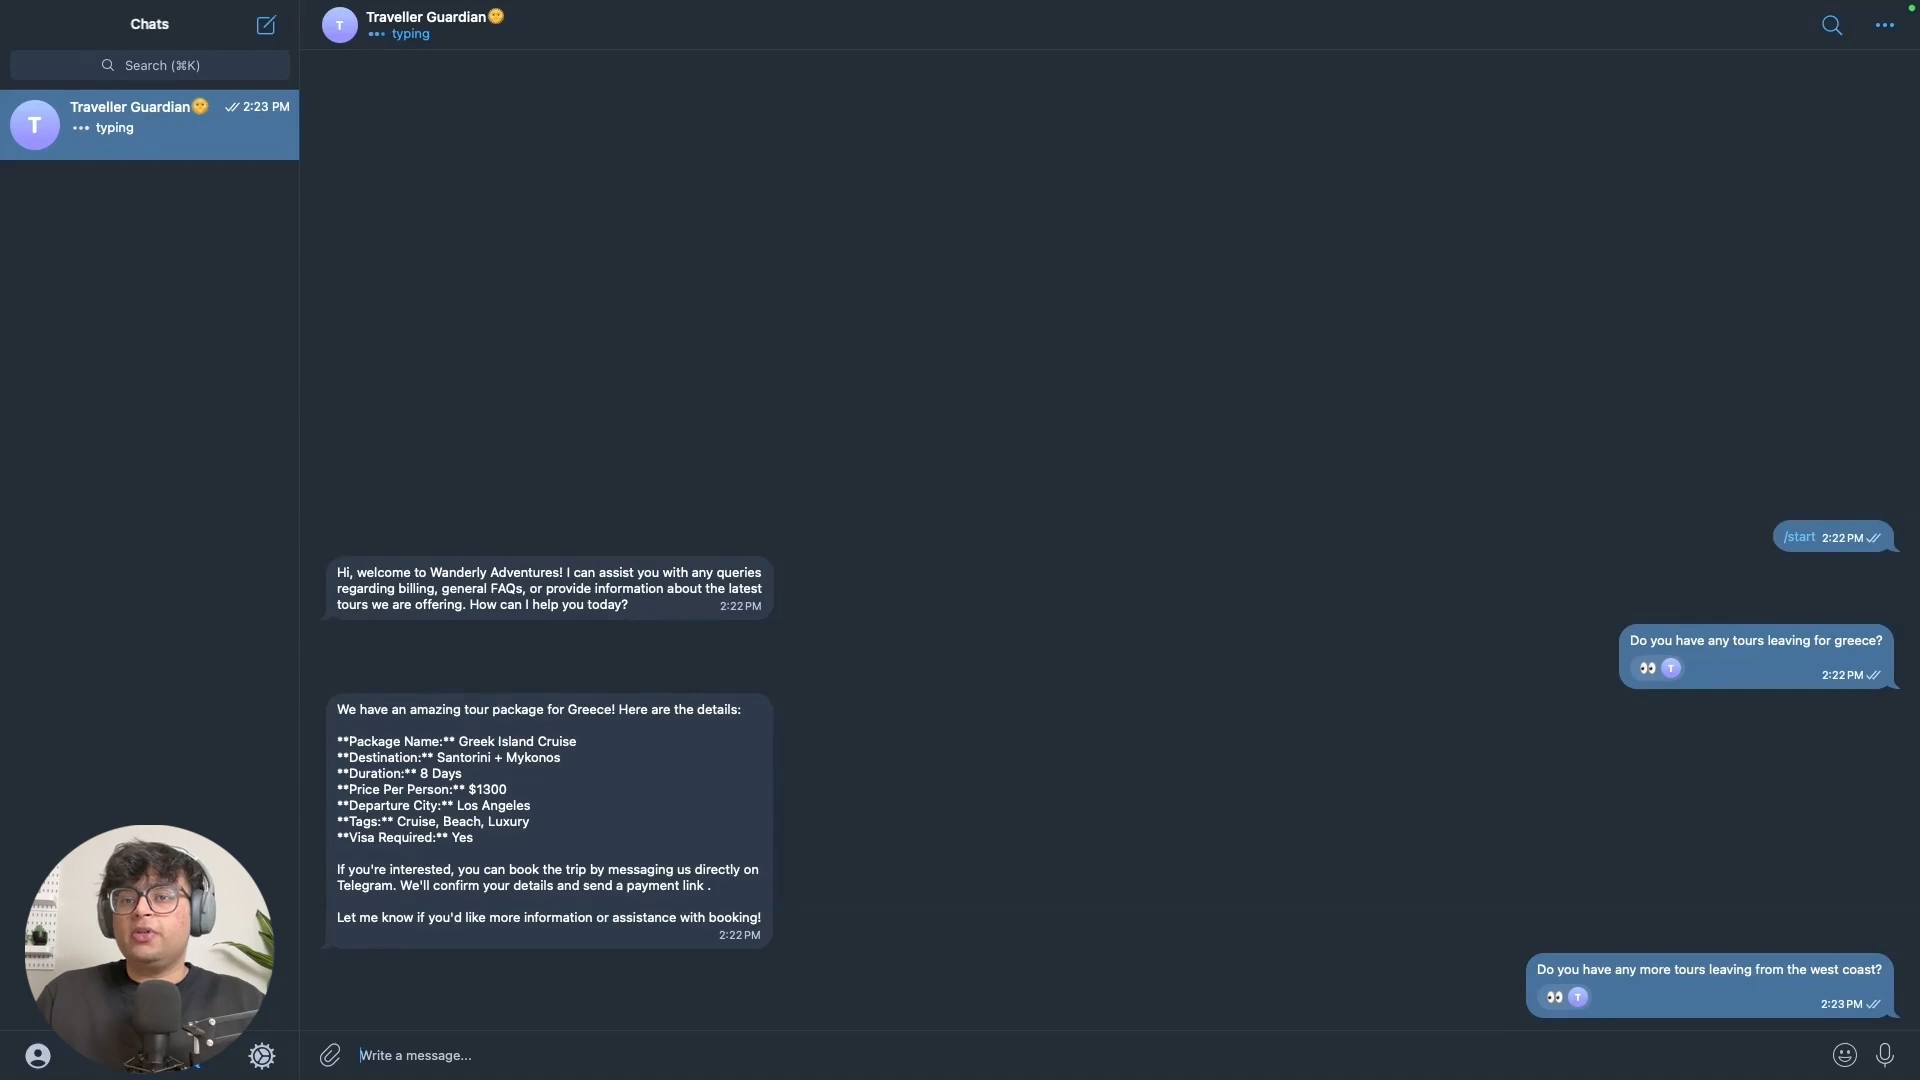 Chats
Search (⌘K)
T
Traveller Guardian🌞 2:23 PM
typing
T
Traveller Guardian🌞
typing
/start 2:22 PM
Hi, welcome to Wanderly Adventures! I can assist you with any queries
regarding billing, general FAQs, or provide information about the latest
tours we are offering. How can I help you today? 2:22 PM
Do you have any tours leaving for greece?
👀 T 2:22 PM
We have an amazing tour package for Greece! Here are the details:
**Package Name:** Greek Island Cruise
**Destination:** Santorini + Mykonos
**Duration:** 8 Days
**Price Per Person:** $1300
**Departure City:** Los Angeles
**Tags:** Cruise, Beach, Luxury
**Visa Required:** Yes
If you're interested, you can book the trip by messaging us directly on
Telegram. We'll confirm your details and send a payment link .
Let me know if you'd like more information or assistance with booking!
2:22 PM
Do you have any more tours leaving from the west coast?
👀 T 2:23 PM
Write a message...